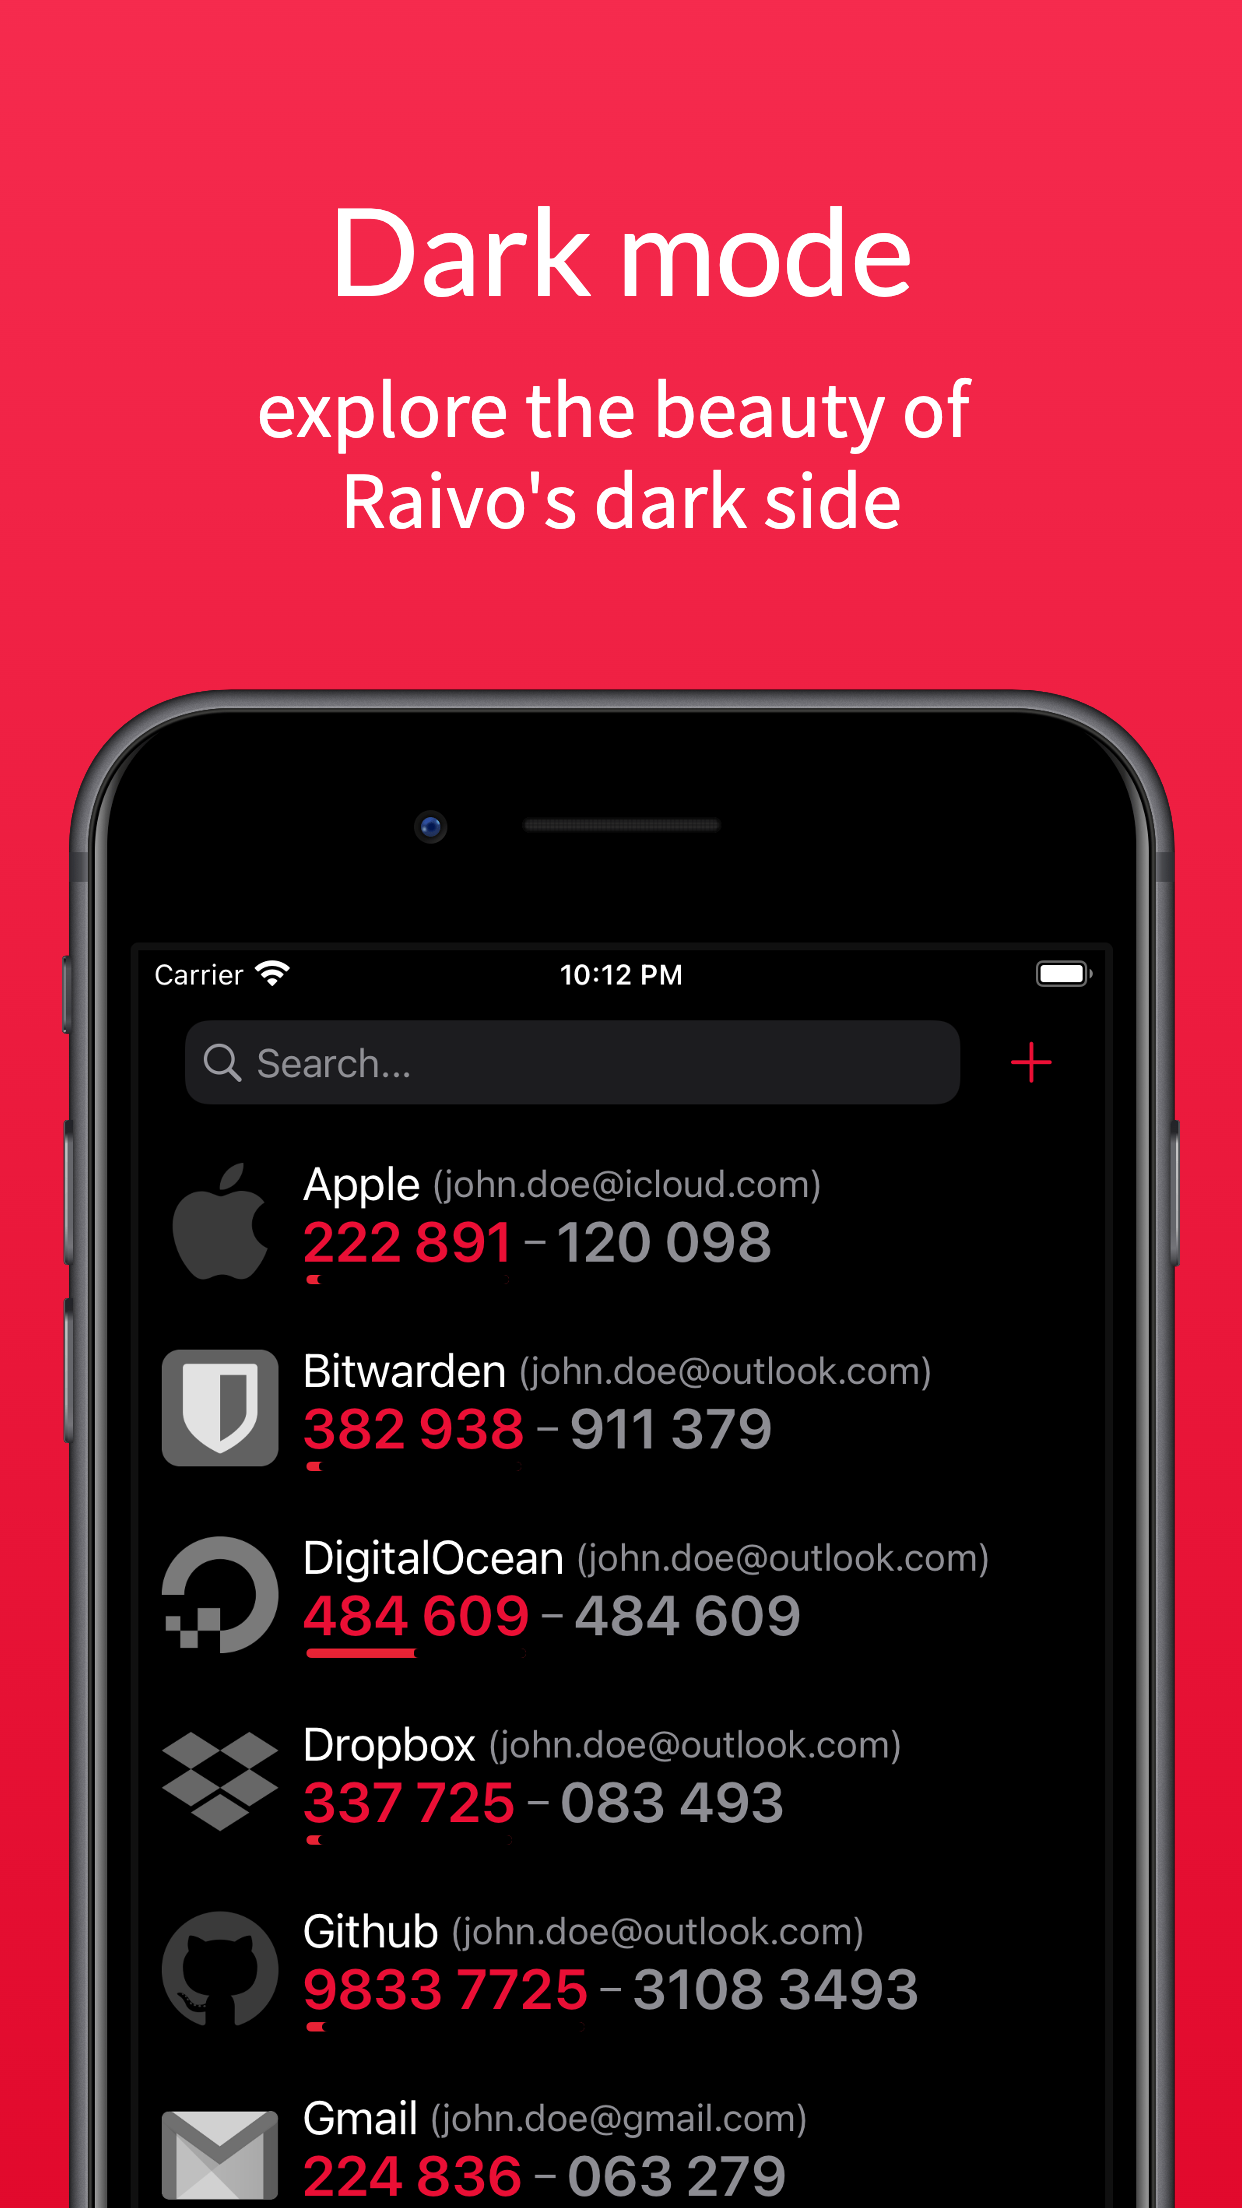 Dark mode
explore the beauty of
Raivo's dark side
Carrier 10:12 PM
Search...
Apple (john.doe@icloud.com)
222 891 – 120 098
Bitwarden (john.doe@outlook.com)
382 938 – 911 379
DigitalOcean (john.doe@outlook.com)
484 609 – 484 609
Dropbox (john.doe@outlook.com)
337 725 – 083 493
Github (john.doe@outlook.com)
9833 7725 – 3108 3493
Gmail (john.doe@gmail.com)
224 836 – 063 279